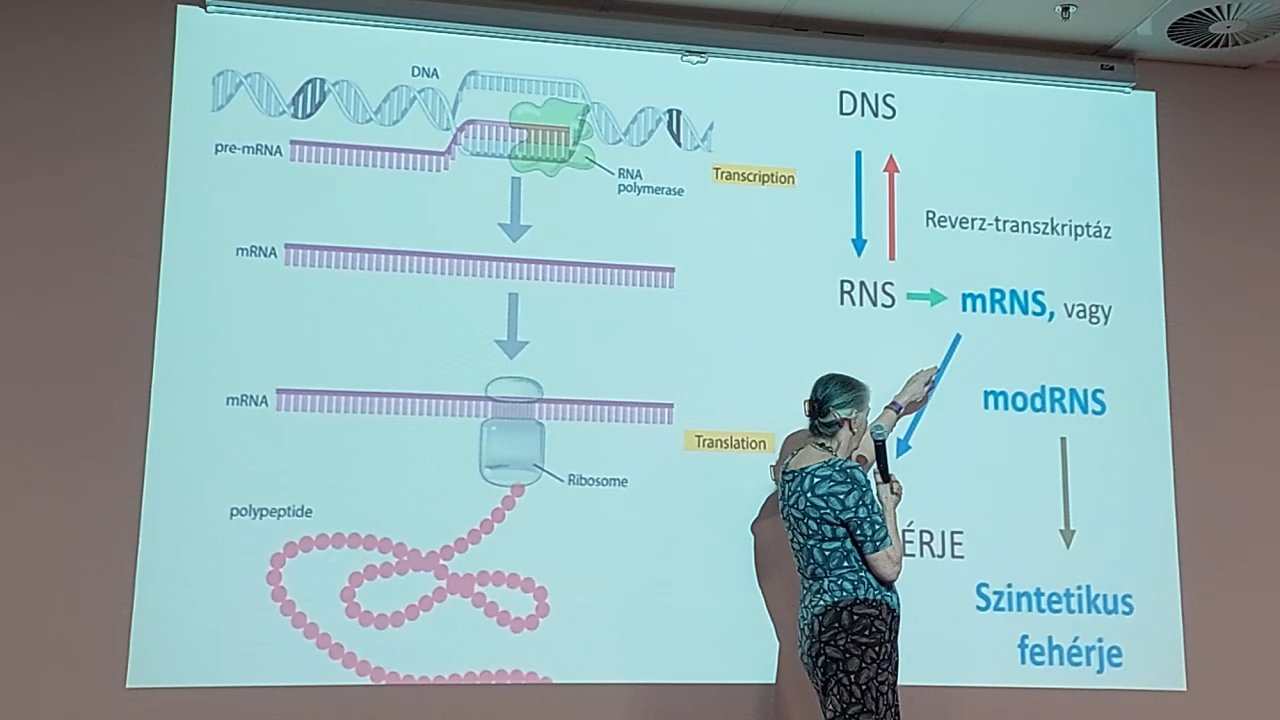 DNA
pre-mRNA
RNA
polymerase
Transcription
mRNA
mRNA
Translation
Ribosome
polypeptide
DNS
Reverz-transzkriptáz
RNS
mRNS, vagy
modRNS
ÉRJE
Szintetikus
fehérje